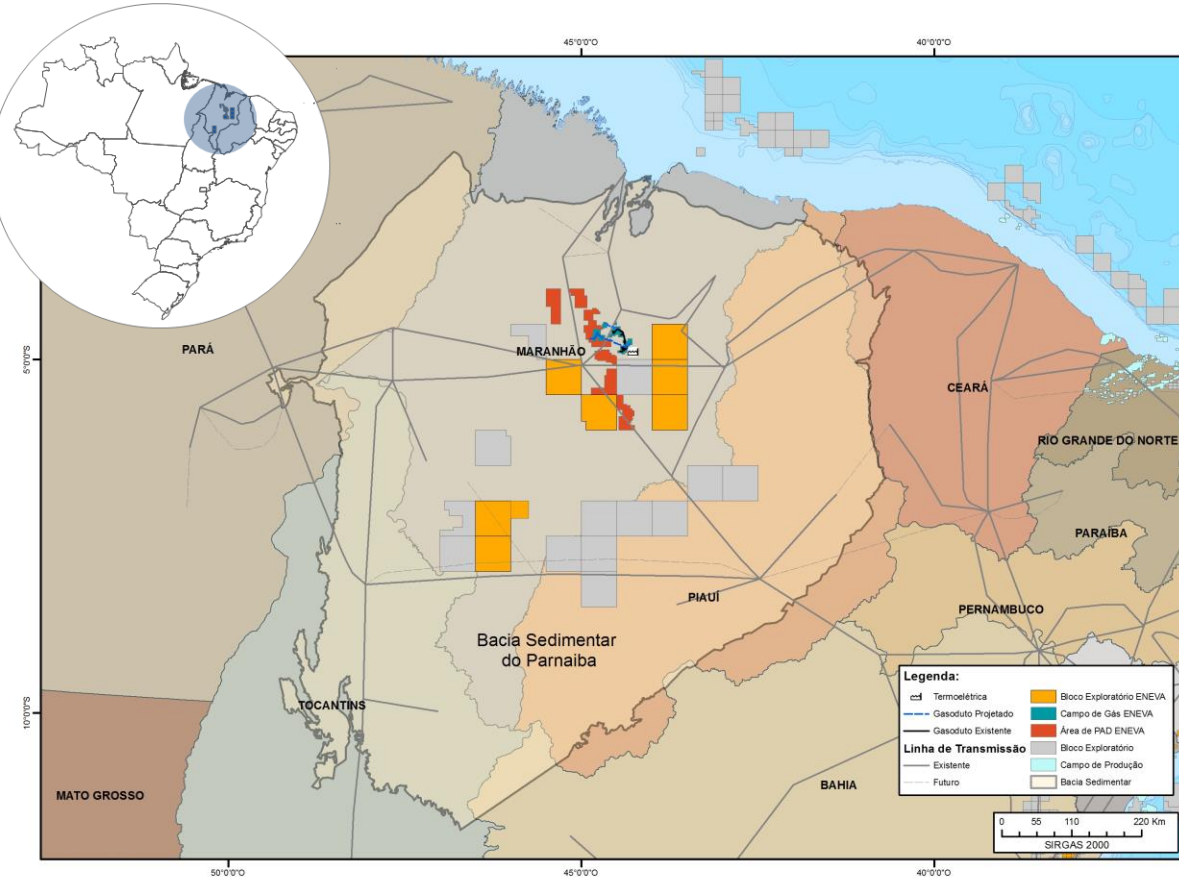 45°0'0"O
40°0'0"O
5°0'0"S
10°0'0"S
PARÁ
MARANHÃO
CEARÁ
RIO GRANDE DO NORTE
PARAÍBA
PIAUÍ
PERNAMBUCO
Bacia Sedimentar
do Parnaiba
TOCANTINS
MATO GROSSO
BAHIA
Legenda:
Termoelétrica
Gasoduto Projetado
Gasoduto Existente
Linha de Transmissão
Existente
Futuro
Bloco Exploratório ENEVA
Campo de Gás ENEVA
Área de PAD ENEVA
Bloco Exploratório
Campo de Produção
Bacia Sedimentar
0 55 110 220 Km
SIRGAS 2000
50°0'0"O
45°0'0"O
40°0'0"O